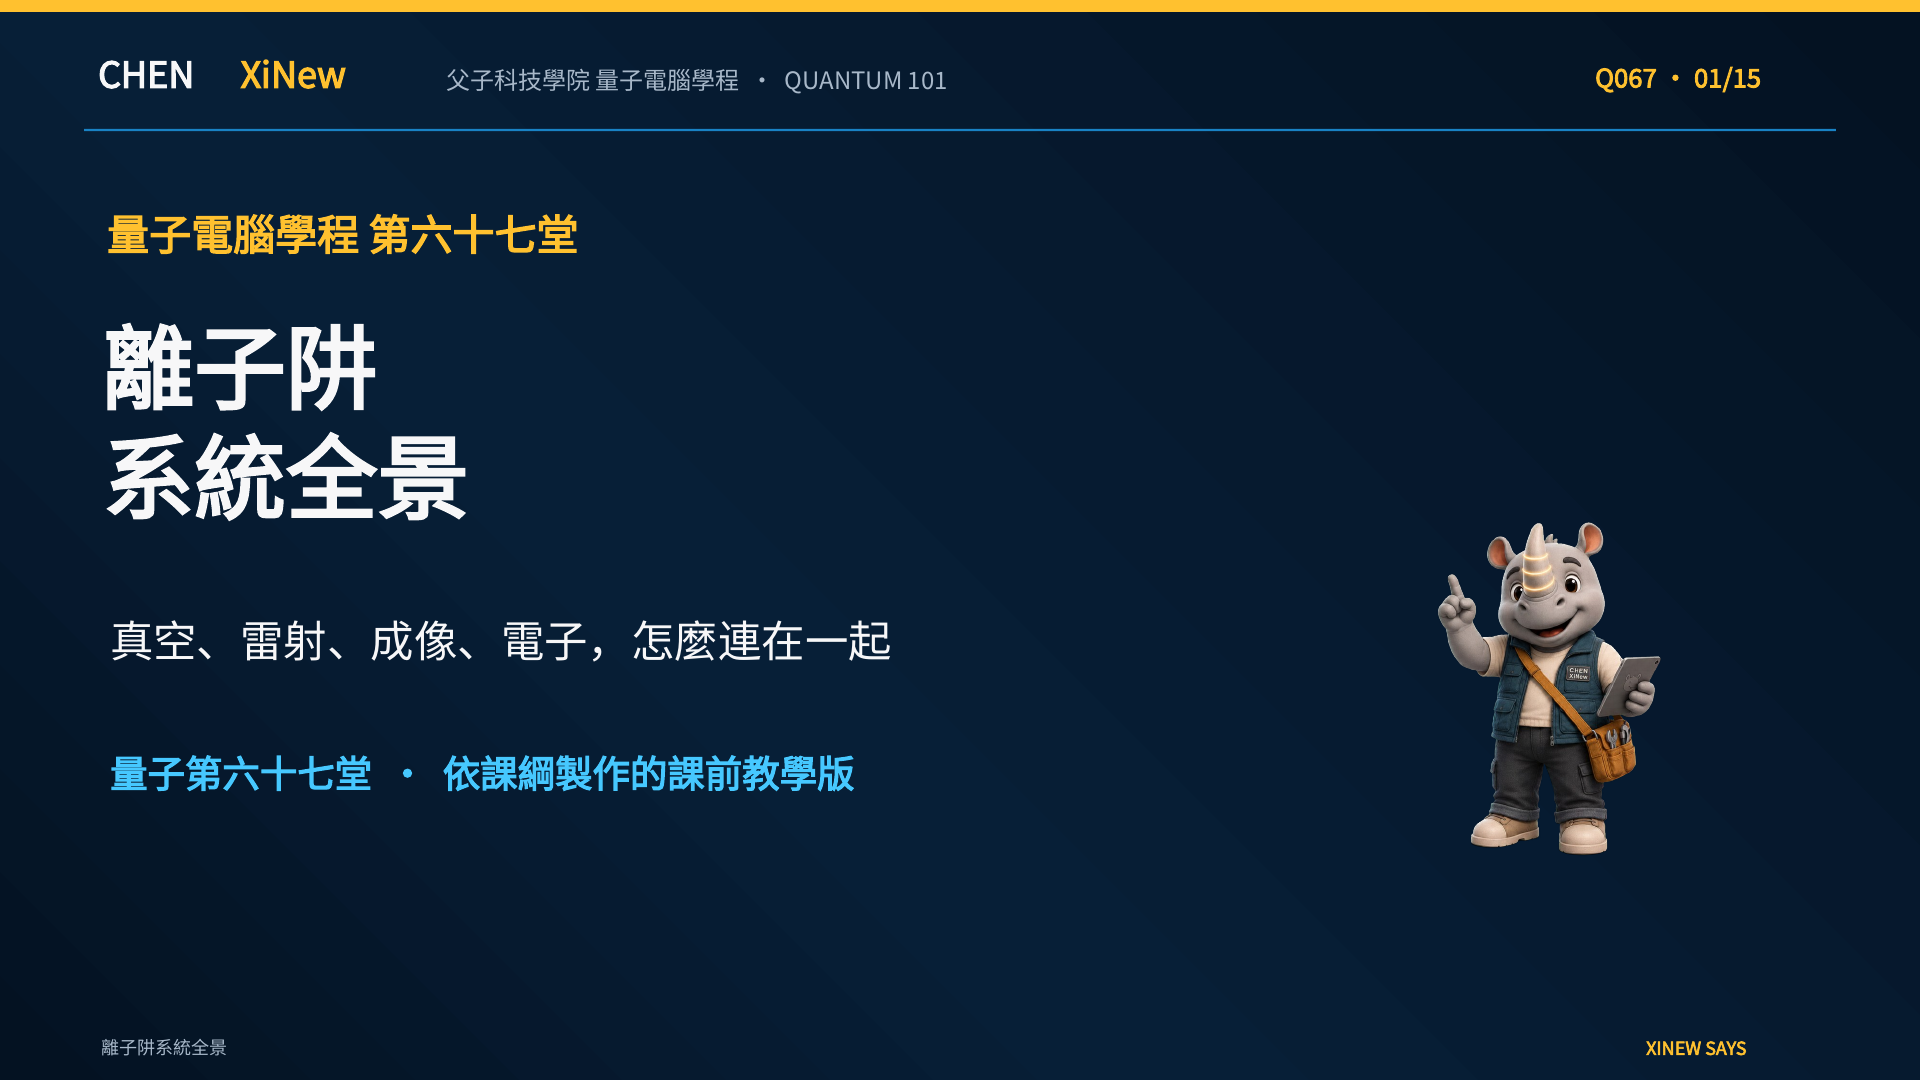 CHEN XiNew 父子科技學院 量子電腦學程 • QUANTUM 101 Q067 • 01/15
量子電腦學程 第六十七堂
離子阱
系統全景
真空、雷射、成像、電子，怎麼連在一起
量子第六十七堂 • 依課綱製作的課前教學版
CHEN
XiNew
離子阱系統全景 XINEW SAYS